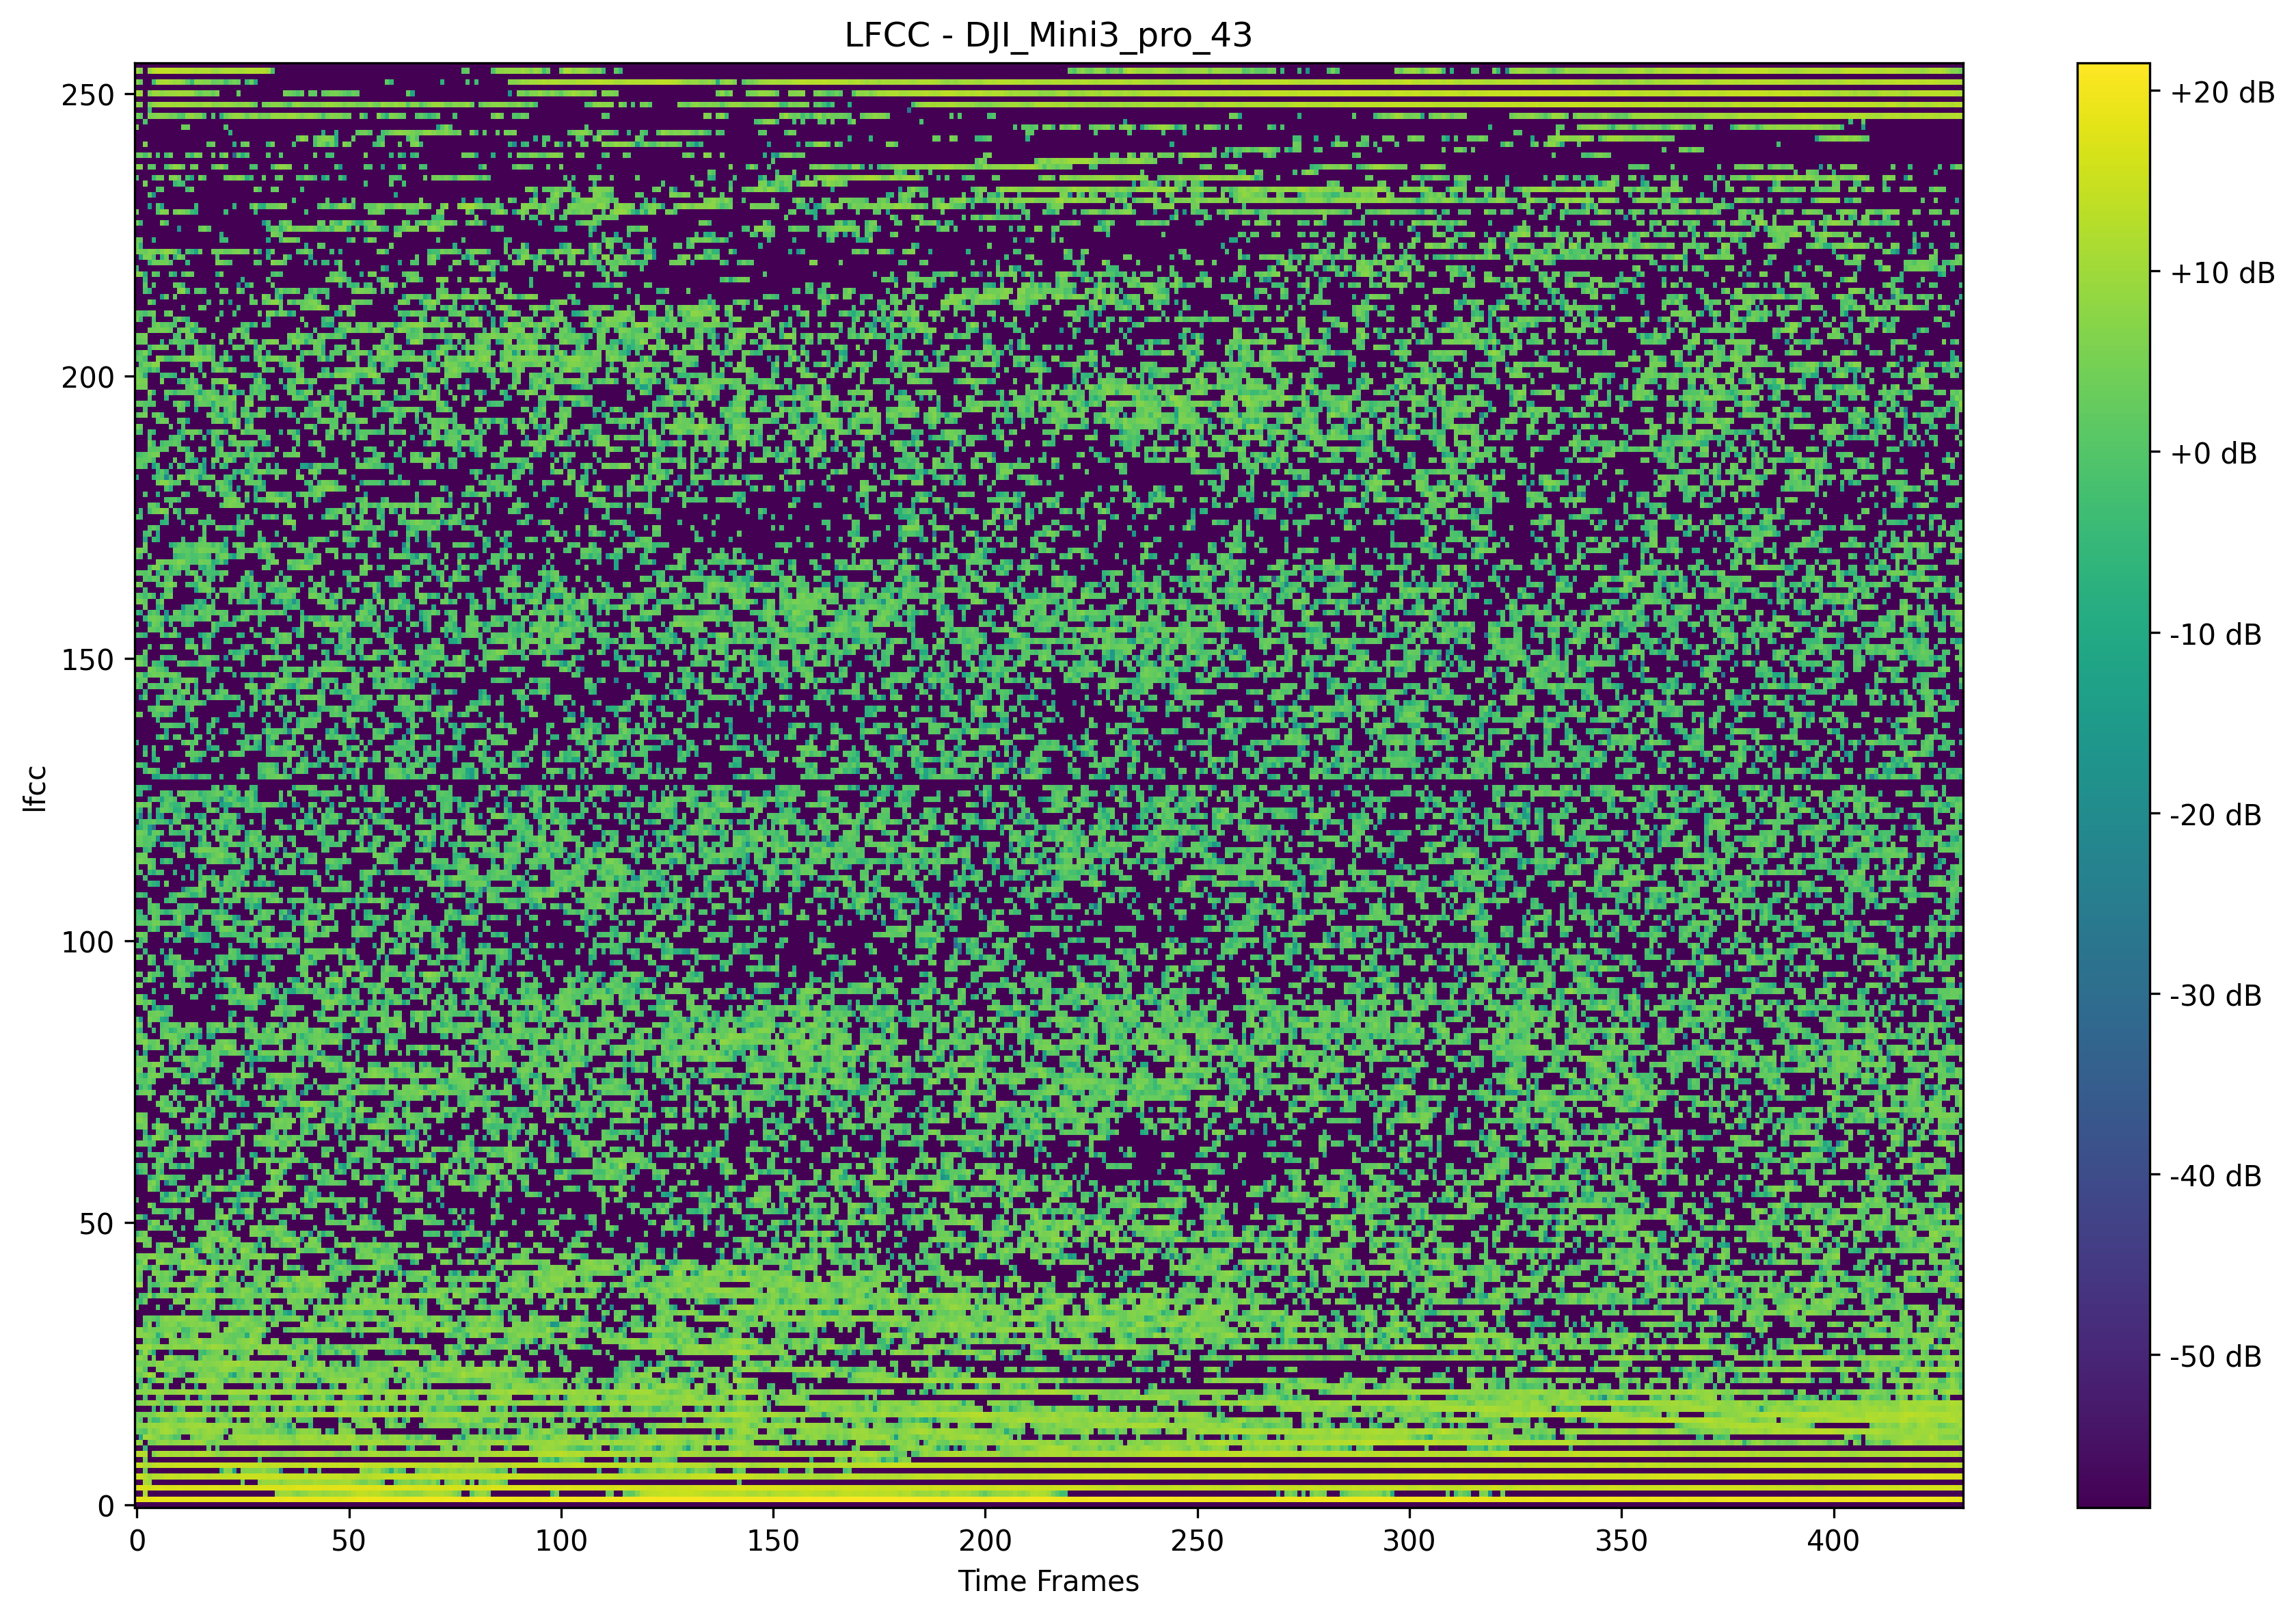 LFCC - DJI_Mini3_pro_43
250
200
150
100
50
0
lfcc
0 50 100 150 200 250 300 350 400
Time Frames
+20 dB
+10 dB
+0 dB
-10 dB
-20 dB
-30 dB
-40 dB
-50 dB